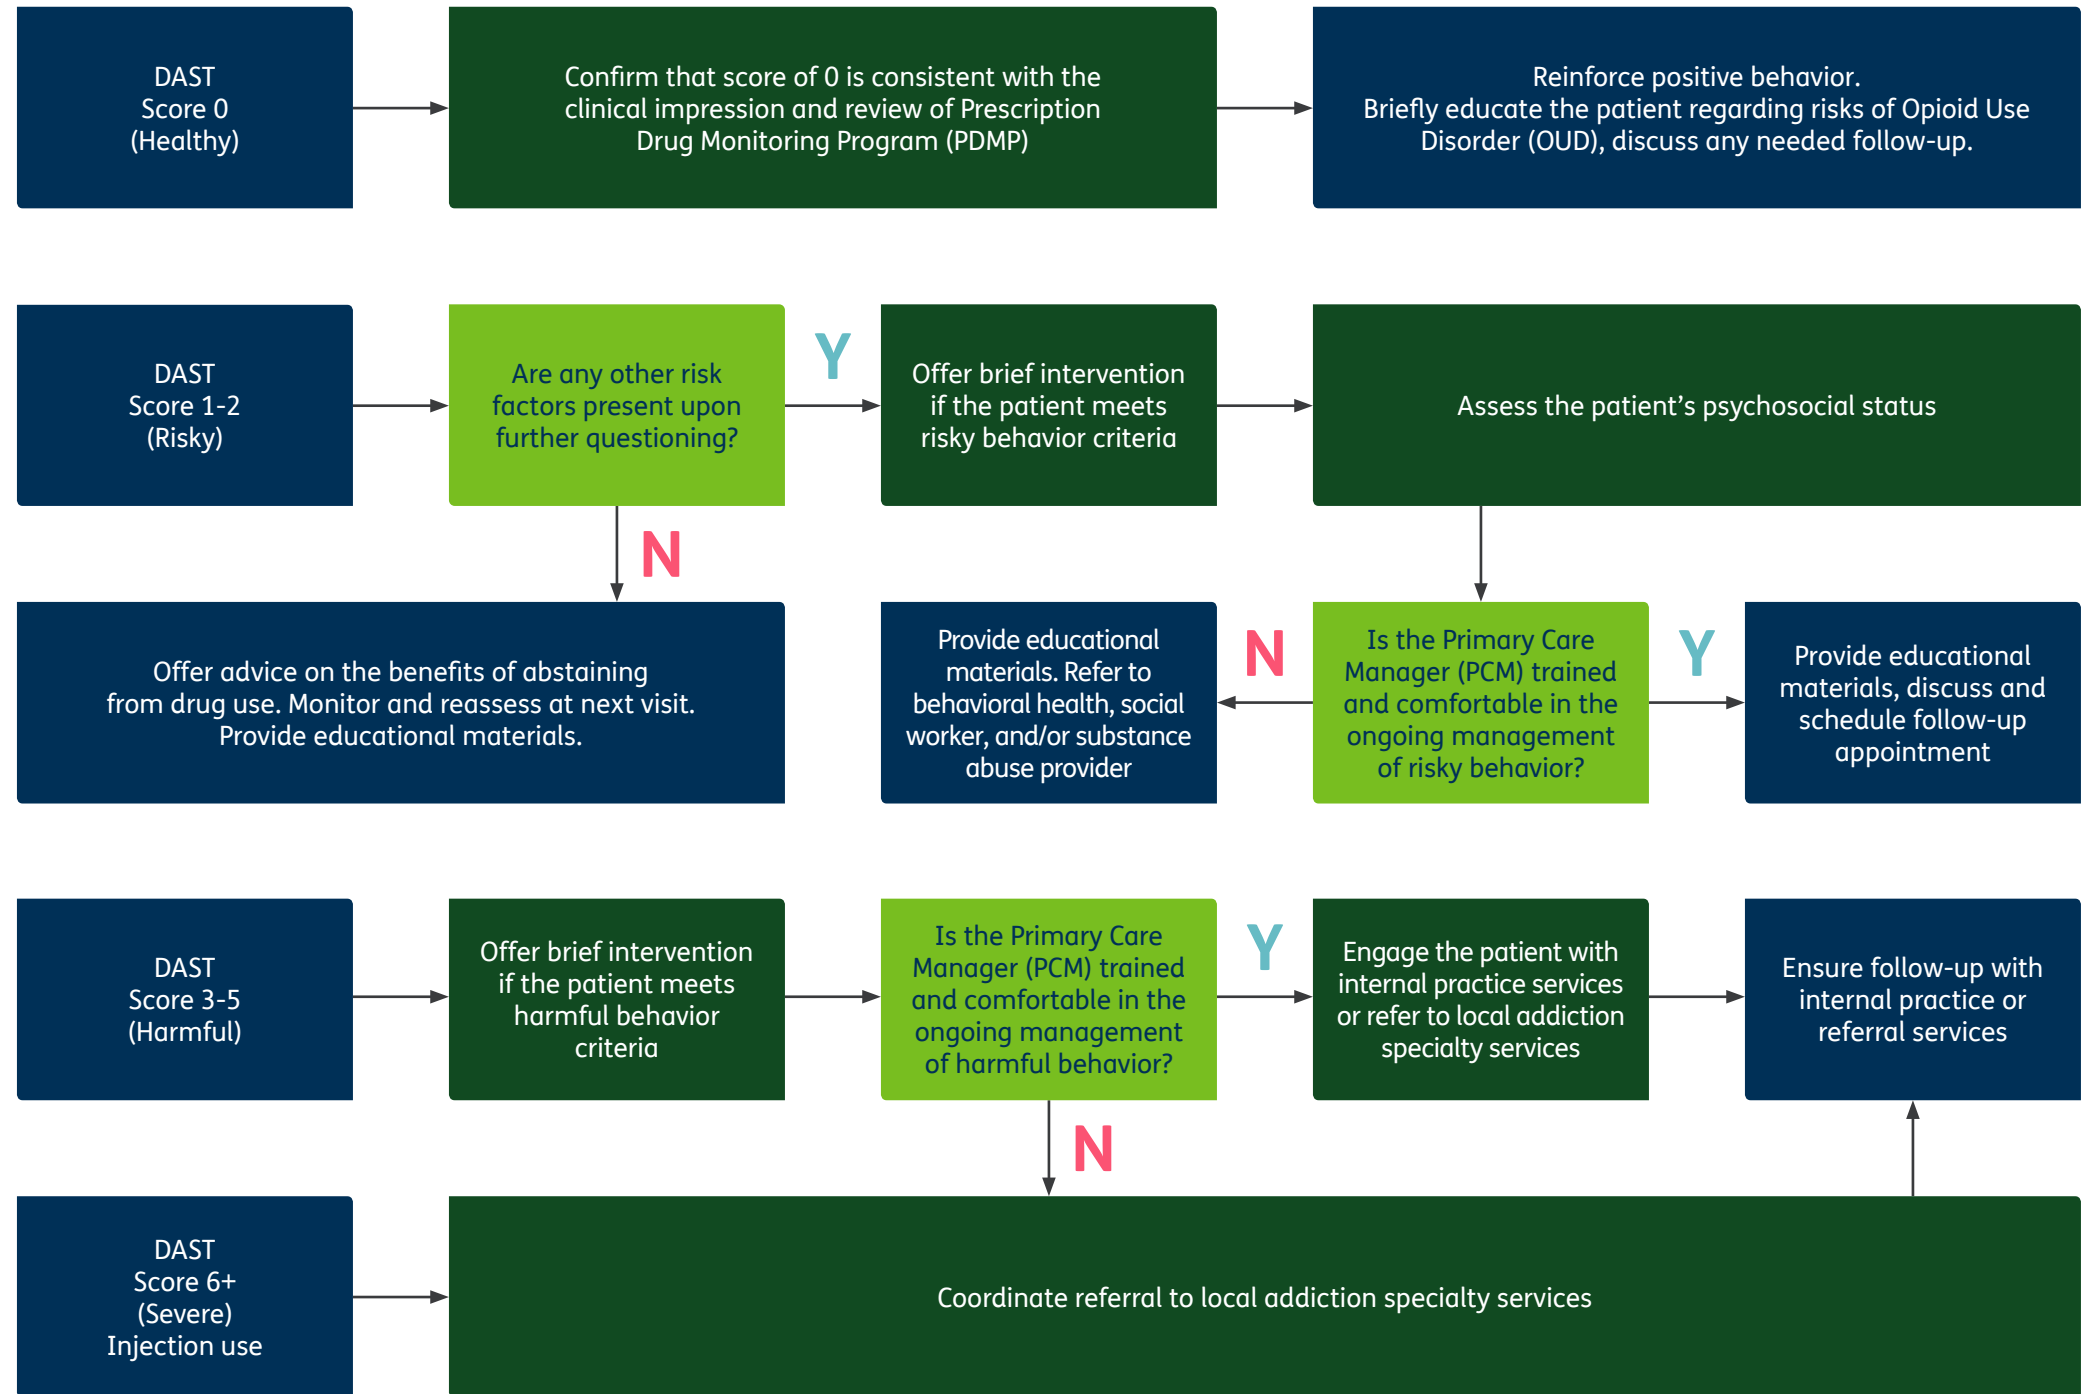 DAST
Score 0
(Healthy)
Confirm that score of 0 is consistent with the
clinical impression and review of Prescription
Drug Monitoring Program (PDMP)
Reinforce positive behavior.
Briefly educate the patient regarding risks of Opioid Use
Disorder (OUD), discuss any needed follow-up.
DAST
Score 1-2
(Risky)
Are any other risk
factors present upon
further questioning?
Y
Offer brief intervention
if the patient meets
risky behavior criteria
Assess the patient’s psychosocial status
N
Offer advice on the benefits of abstaining
from drug use. Monitor and reassess at next visit.
Provide educational materials.
Provide educational
materials. Refer to
behavioral health, social
worker, and/or substance
abuse provider
N
Is the Primary Care
Manager (PCM) trained
and comfortable in the
ongoing management
of risky behavior?
Y
Provide educational
materials, discuss and
schedule follow-up
appointment
DAST
Score 3-5
(Harmful)
Offer brief intervention
if the patient meets
harmful behavior
criteria
Is the Primary Care
Manager (PCM) trained
and comfortable in the
ongoing management
of harmful behavior?
Y
Engage the patient with
internal practice services
or refer to local addiction
specialty services
Ensure follow-up with
internal practice or
referral services
N
DAST
Score 6+
(Severe)
Injection use
Coordinate referral to local addiction specialty services